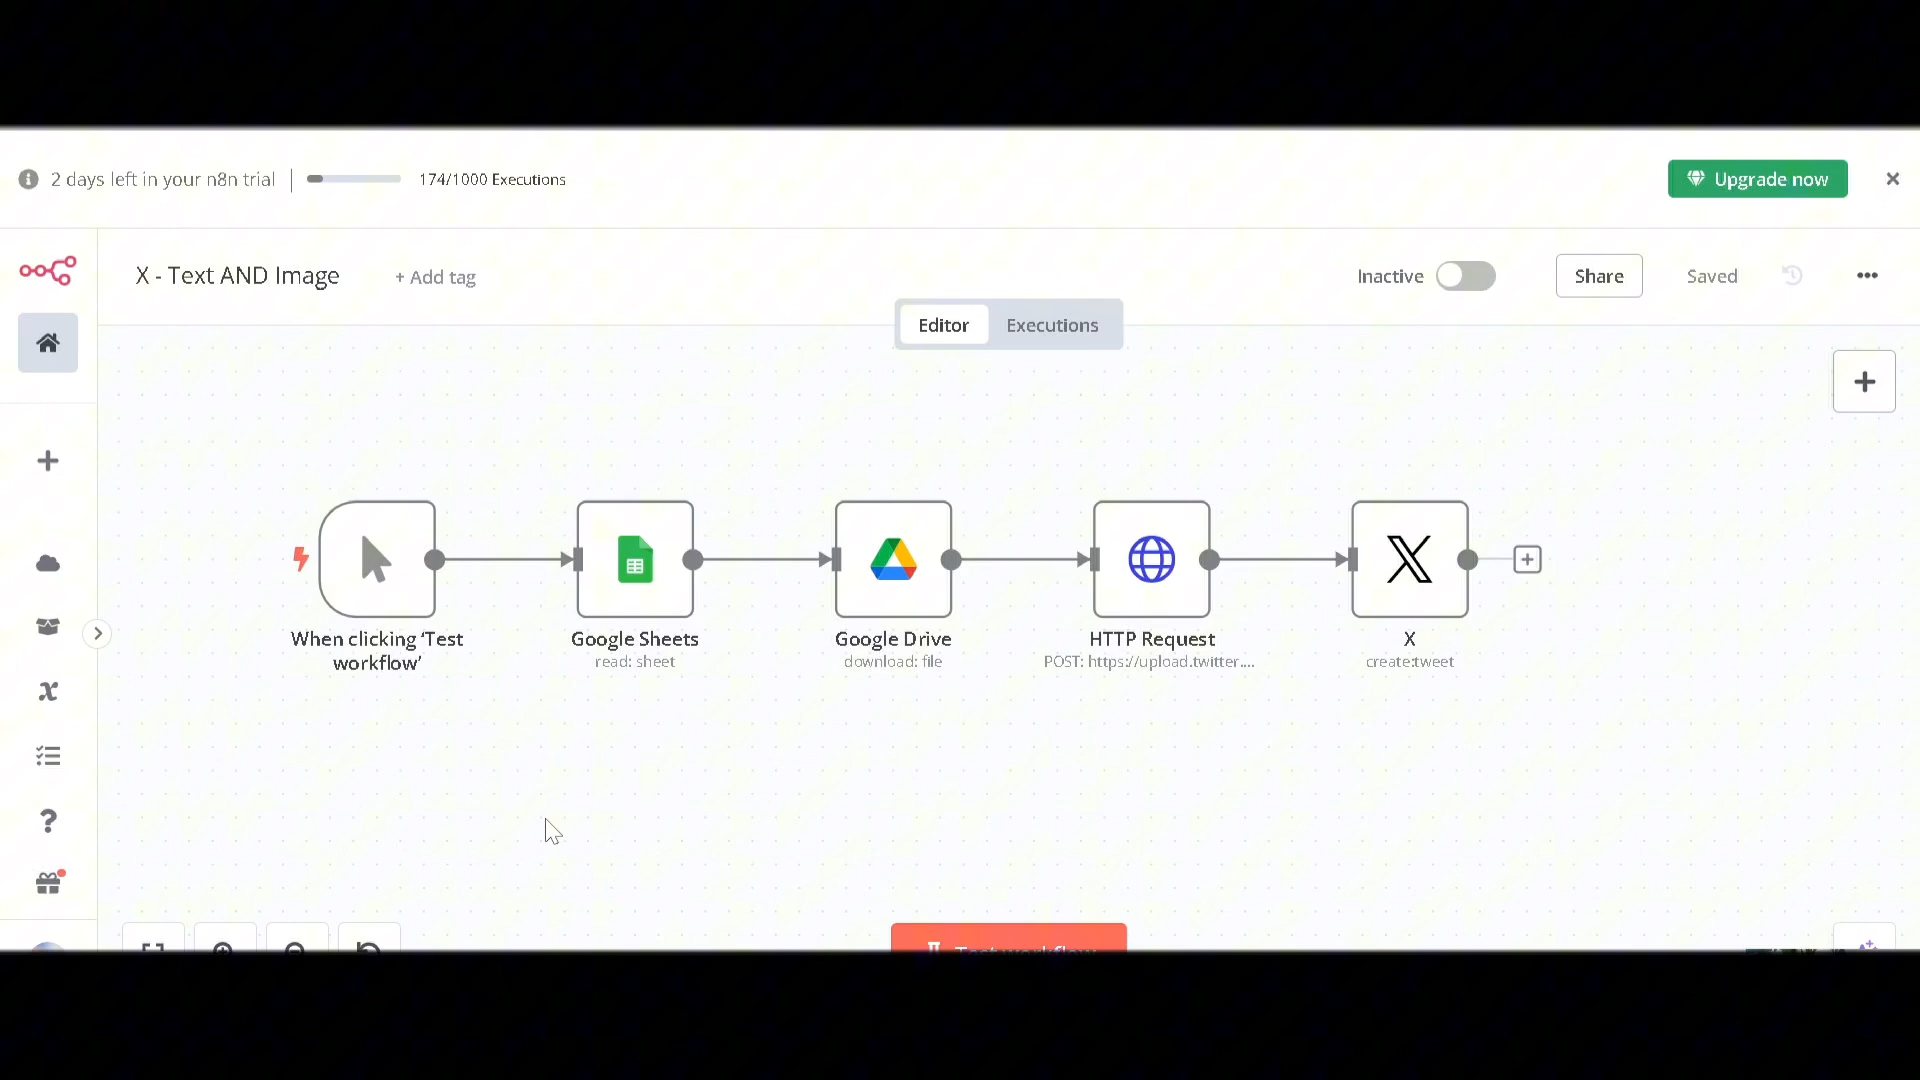 2 days left in your n8n trial
174/1000 Executions
Upgrade now
X - Text AND Image
+ Add tag
Inactive
Share
Saved
Editor
Executions
When clicking ‘Test
workflow’
Google Sheets
read: sheet
Google Drive
download: file
HTTP Request
POST: https://upload.twitter....
X
create:tweet
Test workflow